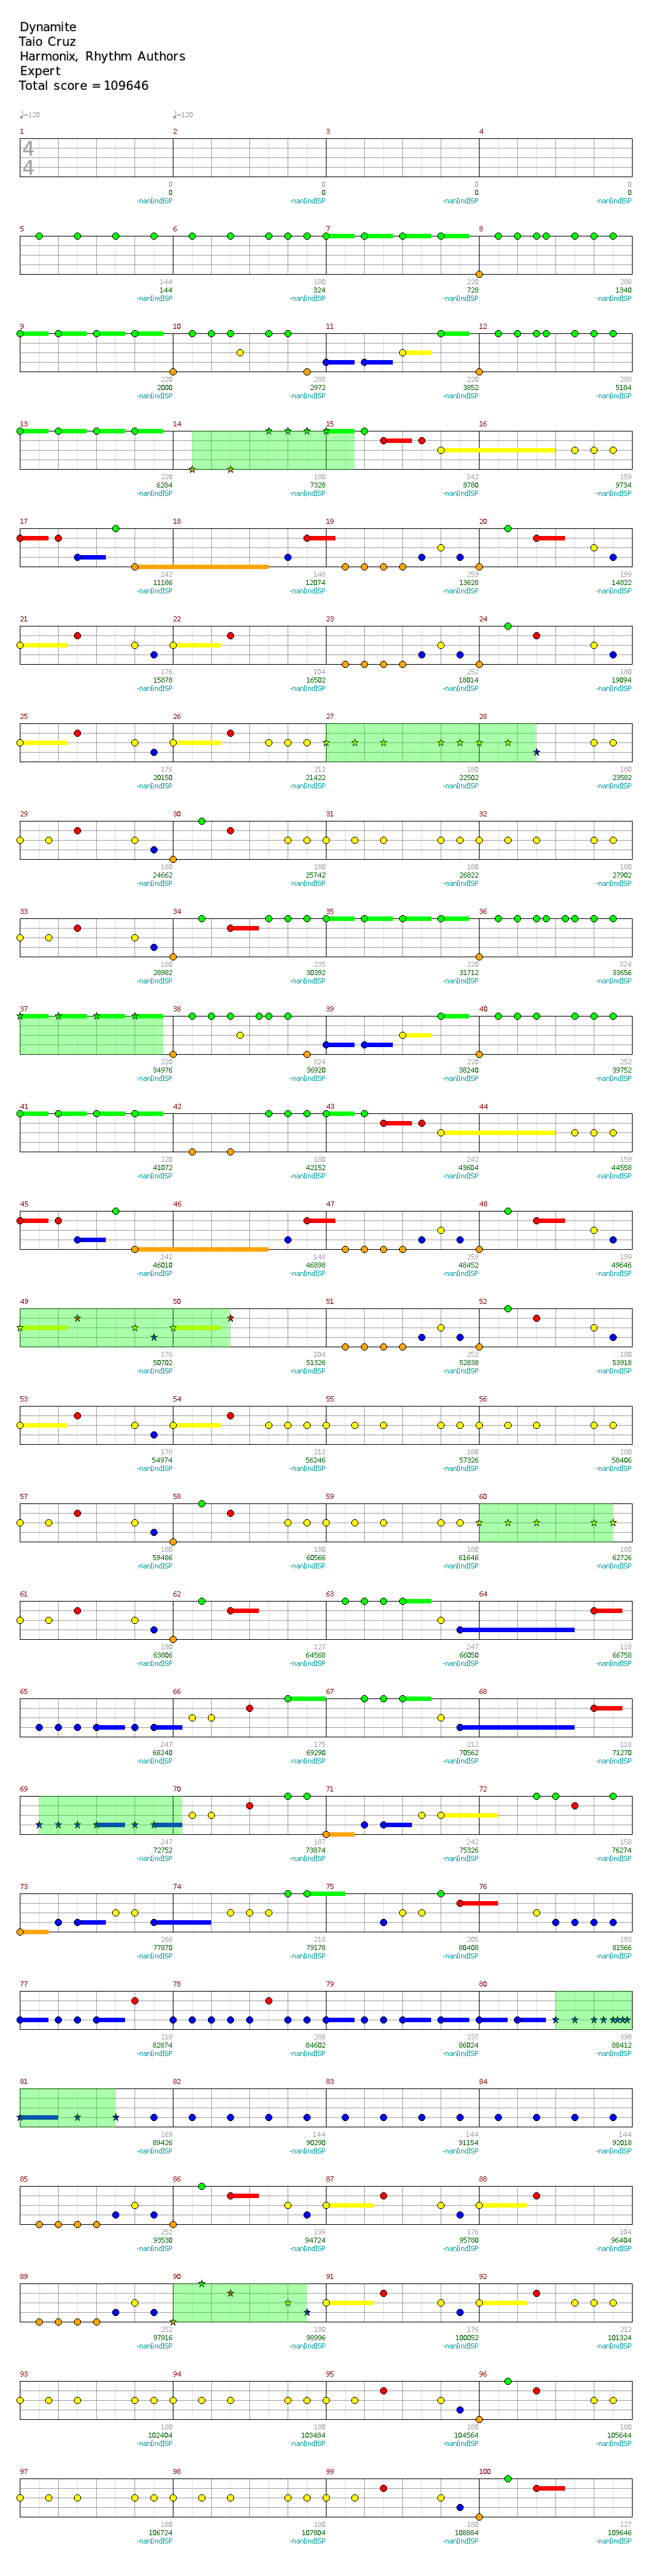 Dynamite
Taio Cruz
Harmonix, Rhythm Authors
Expert
Total score = 109646
♩=120 ♩=120
1 2 3 4
4
4
0 0 0 0
0 0 0 0
-nan(ind)SP -nan(ind)SP -nan(ind)SP -nan(ind)SP
5 6 7 8
144 180 220 288
144 324 728 1340
-nan(ind)SP -nan(ind)SP -nan(ind)SP -nan(ind)SP
9 10 11 12
220 288 220 288
2000 2972 3852 5184
-nan(ind)SP -nan(ind)SP -nan(ind)SP -nan(ind)SP
13 14 15 16
220 180 242 159
6284 7328 8780 9734
-nan(ind)SP -nan(ind)SP -nan(ind)SP -nan(ind)SP
17 18 19 20
242 148 259 199
11186 12074 13628 14822
-nan(ind)SP -nan(ind)SP -nan(ind)SP -nan(ind)SP
21 22 23 24
176 104 252 180
15878 16502 18014 19094
-nan(ind)SP -nan(ind)SP -nan(ind)SP -nan(ind)SP
25 26 27 28
176 212 180 180
20150 21422 22502 23582
-nan(ind)SP -nan(ind)SP -nan(ind)SP -nan(ind)SP
29 30 31 32
180 180 180 180
24662 25742 26822 27902
-nan(ind)SP -nan(ind)SP -nan(ind)SP -nan(ind)SP
33 34 35 36
180 235 220 324
28982 30392 31712 33656
-nan(ind)SP -nan(ind)SP -nan(ind)SP -nan(ind)SP
37 38 39 40
220 324 220 252
34976 36920 38240 39752
-nan(ind)SP -nan(ind)SP -nan(ind)SP -nan(ind)SP
41 42 43 44
220 180 242 159
41072 42152 43604 44558
-nan(ind)SP -nan(ind)SP -nan(ind)SP -nan(ind)SP
45 46 47 48
242 148 259 199
46010 46898 48452 49646
-nan(ind)SP -nan(ind)SP -nan(ind)SP -nan(ind)SP
49 50 51 52
176 104 252 180
50702 51326 52838 53918
-nan(ind)SP -nan(ind)SP -nan(ind)SP -nan(ind)SP
53 54 55 56
176 212 180 180
54974 56246 57326 58406
-nan(ind)SP -nan(ind)SP -nan(ind)SP -nan(ind)SP
57 58 59 60
180 180 180 180
59486 60566 61646 62726
-nan(ind)SP -nan(ind)SP -nan(ind)SP -nan(ind)SP
61 62 63 64
180 127 247 118
63806 64568 66050 66758
-nan(ind)SP -nan(ind)SP -nan(ind)SP -nan(ind)SP
65 66 67 68
247 175 212 118
68240 69290 70562 71270
-nan(ind)SP -nan(ind)SP -nan(ind)SP -nan(ind)SP
69 70 71 72
247 187 242 158
72752 73874 75326 76274
-nan(ind)SP -nan(ind)SP -nan(ind)SP -nan(ind)SP
73 74 75 76
266 218 205 193
77870 79178 80408 81566
-nan(ind)SP -nan(ind)SP -nan(ind)SP -nan(ind)SP
77 78 79 80
218 288 237 398
82874 84602 86024 88412
-nan(ind)SP -nan(ind)SP -nan(ind)SP -nan(ind)SP
81 82 83 84
169 144 144 144
89426 90290 91154 92018
-nan(ind)SP -nan(ind)SP -nan(ind)SP -nan(ind)SP
85 86 87 88
252 199 176 104
93530 94724 95780 96404
-nan(ind)SP -nan(ind)SP -nan(ind)SP -nan(ind)SP
89 90 91 92
252 180 176 212
97916 98996 100052 101324
-nan(ind)SP -nan(ind)SP -nan(ind)SP -nan(ind)SP
93 94 95 96
180 180 180 180
102404 103484 104564 105644
-nan(ind)SP -nan(ind)SP -nan(ind)SP -nan(ind)SP
97 98 99 100
180 180 180 127
106724 107804 108884 109646
-nan(ind)SP -nan(ind)SP -nan(ind)SP -nan(ind)SP